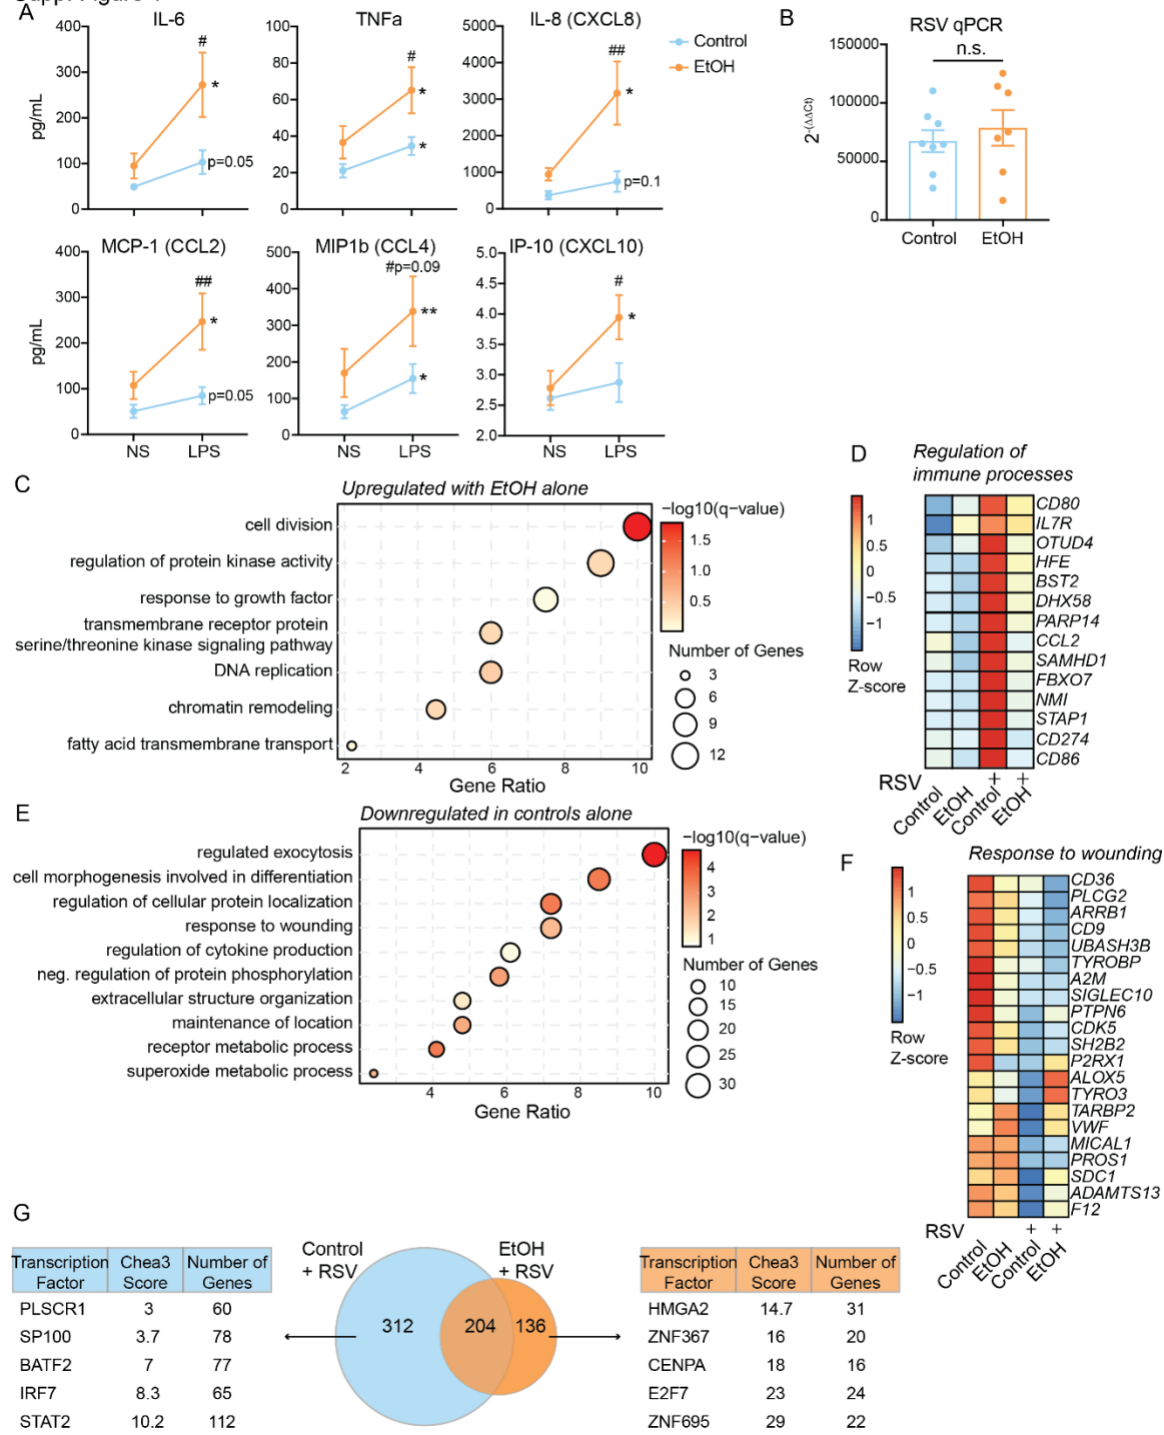 A
IL-6
TNFa
IL-8 (CXCL8)
Control
EtOH
pg/mL
400
300
200
100
0
#
*
p=0.05
100
80
60
40
20
0
#
*
*
5000
4000
3000
2000
1000
0
##
*
p=0.1
MCP-1 (CCL2)
MIP1b (CCL4)
IP-10 (CXCL10)
pg/mL
400
300
200
100
0
##
*
p=0.05
NS
LPS
500
400
300
200
100
0
#p=0.09
**
*
NS
LPS
5.0
4.5
4.0
3.5
3.0
2.5
2.0
#
*
NS
LPS
B
RSV qPCR
n.s.
2^-(ΔΔCt)
150000
100000
50000
0
Control
EtOH
C
Upregulated with EtOH alone
cell division
regulation of protein kinase activity
response to growth factor
transmembrane receptor protein
serine/threonine kinase signaling pathway
DNA replication
chromatin remodeling
fatty acid transmembrane transport
2 4 6 8 10
Gene Ratio
−log10(q−value)
1.5
1.0
0.5
Number of Genes
3
6
9
12
D
Regulation of
immune processes
1
0.5
0
−0.5
−1
Row
Z-score
CD80
IL7R
OTUD4
HFE
BST2
DHX58
PARP14
CCL2
SAMHD1
FBXO7
NMI
STAP1
CD274
CD86
RSV + +
Control EtOH Control EtOH
E
Downregulated in controls alone
regulated exocytosis
cell morphogenesis involved in differentiation
regulation of cellular protein localization
response to wounding
regulation of cytokine production
neg. regulation of protein phosphorylation
extracellular structure organization
maintenance of location
receptor metabolic process
superoxide metabolic process
4 6 8 10
Gene Ratio
−log10(q−value)
4
3
2
1
Number of Genes
10
15
20
25
30
F
Response to wounding
1
0.5
0
−0.5
−1
Row
Z-score
CD36
PLCG2
ARRB1
CD9
UBASH3B
TYROBP
A2M
SIGLEC10
PTPN6
CDK5
SH2B2
P2RX1
ALOX5
TYRO3
TARBP2
VWF
MICAL1
PROS1
SDC1
ADAMTS13
F12
RSV + +
Control EtOH Control EtOH
G
Transcription Factor Chea3 Score Number of Genes
PLSCR1 3 60
SP100 3.7 78
BATF2 7 77
IRF7 8.3 65
STAT2 10.2 112
Control
+ RSV
EtOH
+ RSV
312 204 136
Transcription Factor Chea3 Score Number of Genes
HMGA2 14.7 31
ZNF367 16 20
CENPA 18 16
E2F7 23 24
ZNF695 29 22